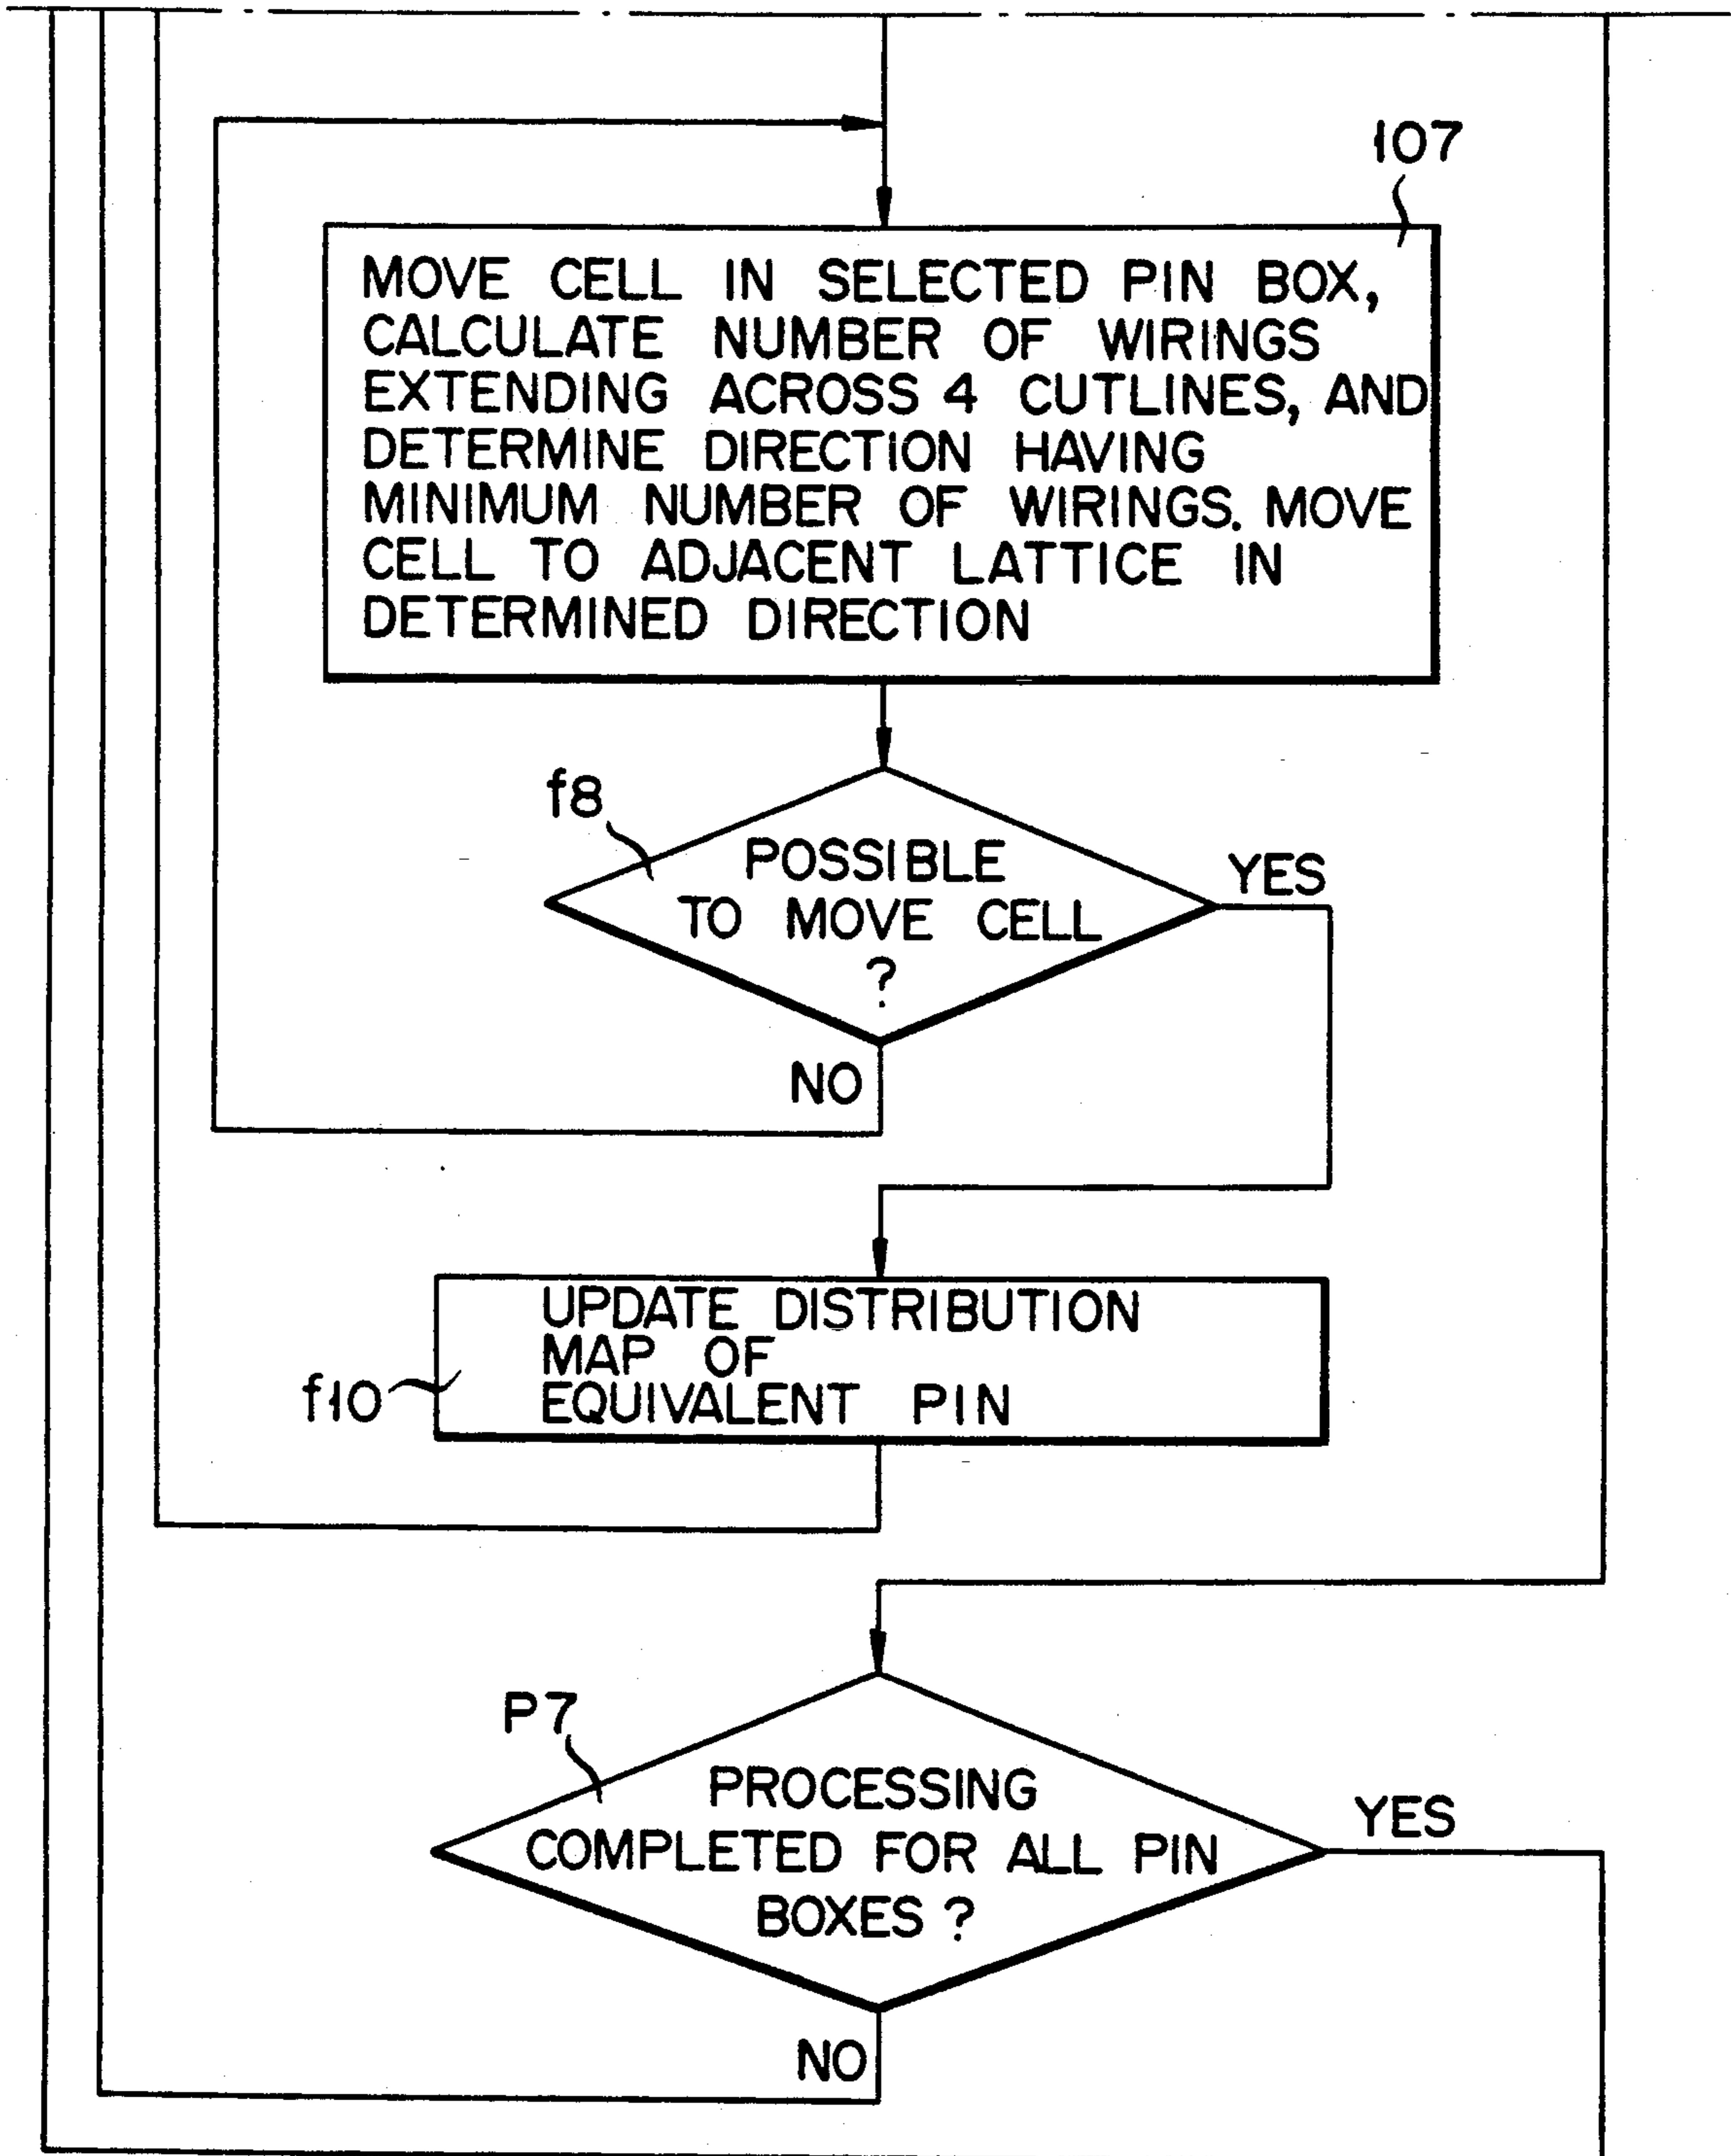 107
MOVE CELL IN SELECTED PIN BOX,
CALCULATE NUMBER OF WIRINGS
EXTENDING ACROSS 4 CUTLINES, AND
DETERMINE DIRECTION HAVING
MINIMUM NUMBER OF WIRINGS. MOVE
CELL TO ADJACENT LATTICE IN
DETERMINED DIRECTION
f8
POSSIBLE
TO MOVE CELL
?
YES
NO
UPDATE DISTRIBUTION
MAP OF
EQUIVALENT PIN
f10
P7
PROCESSING
COMPLETED FOR ALL PIN
BOXES ?
YES
NO